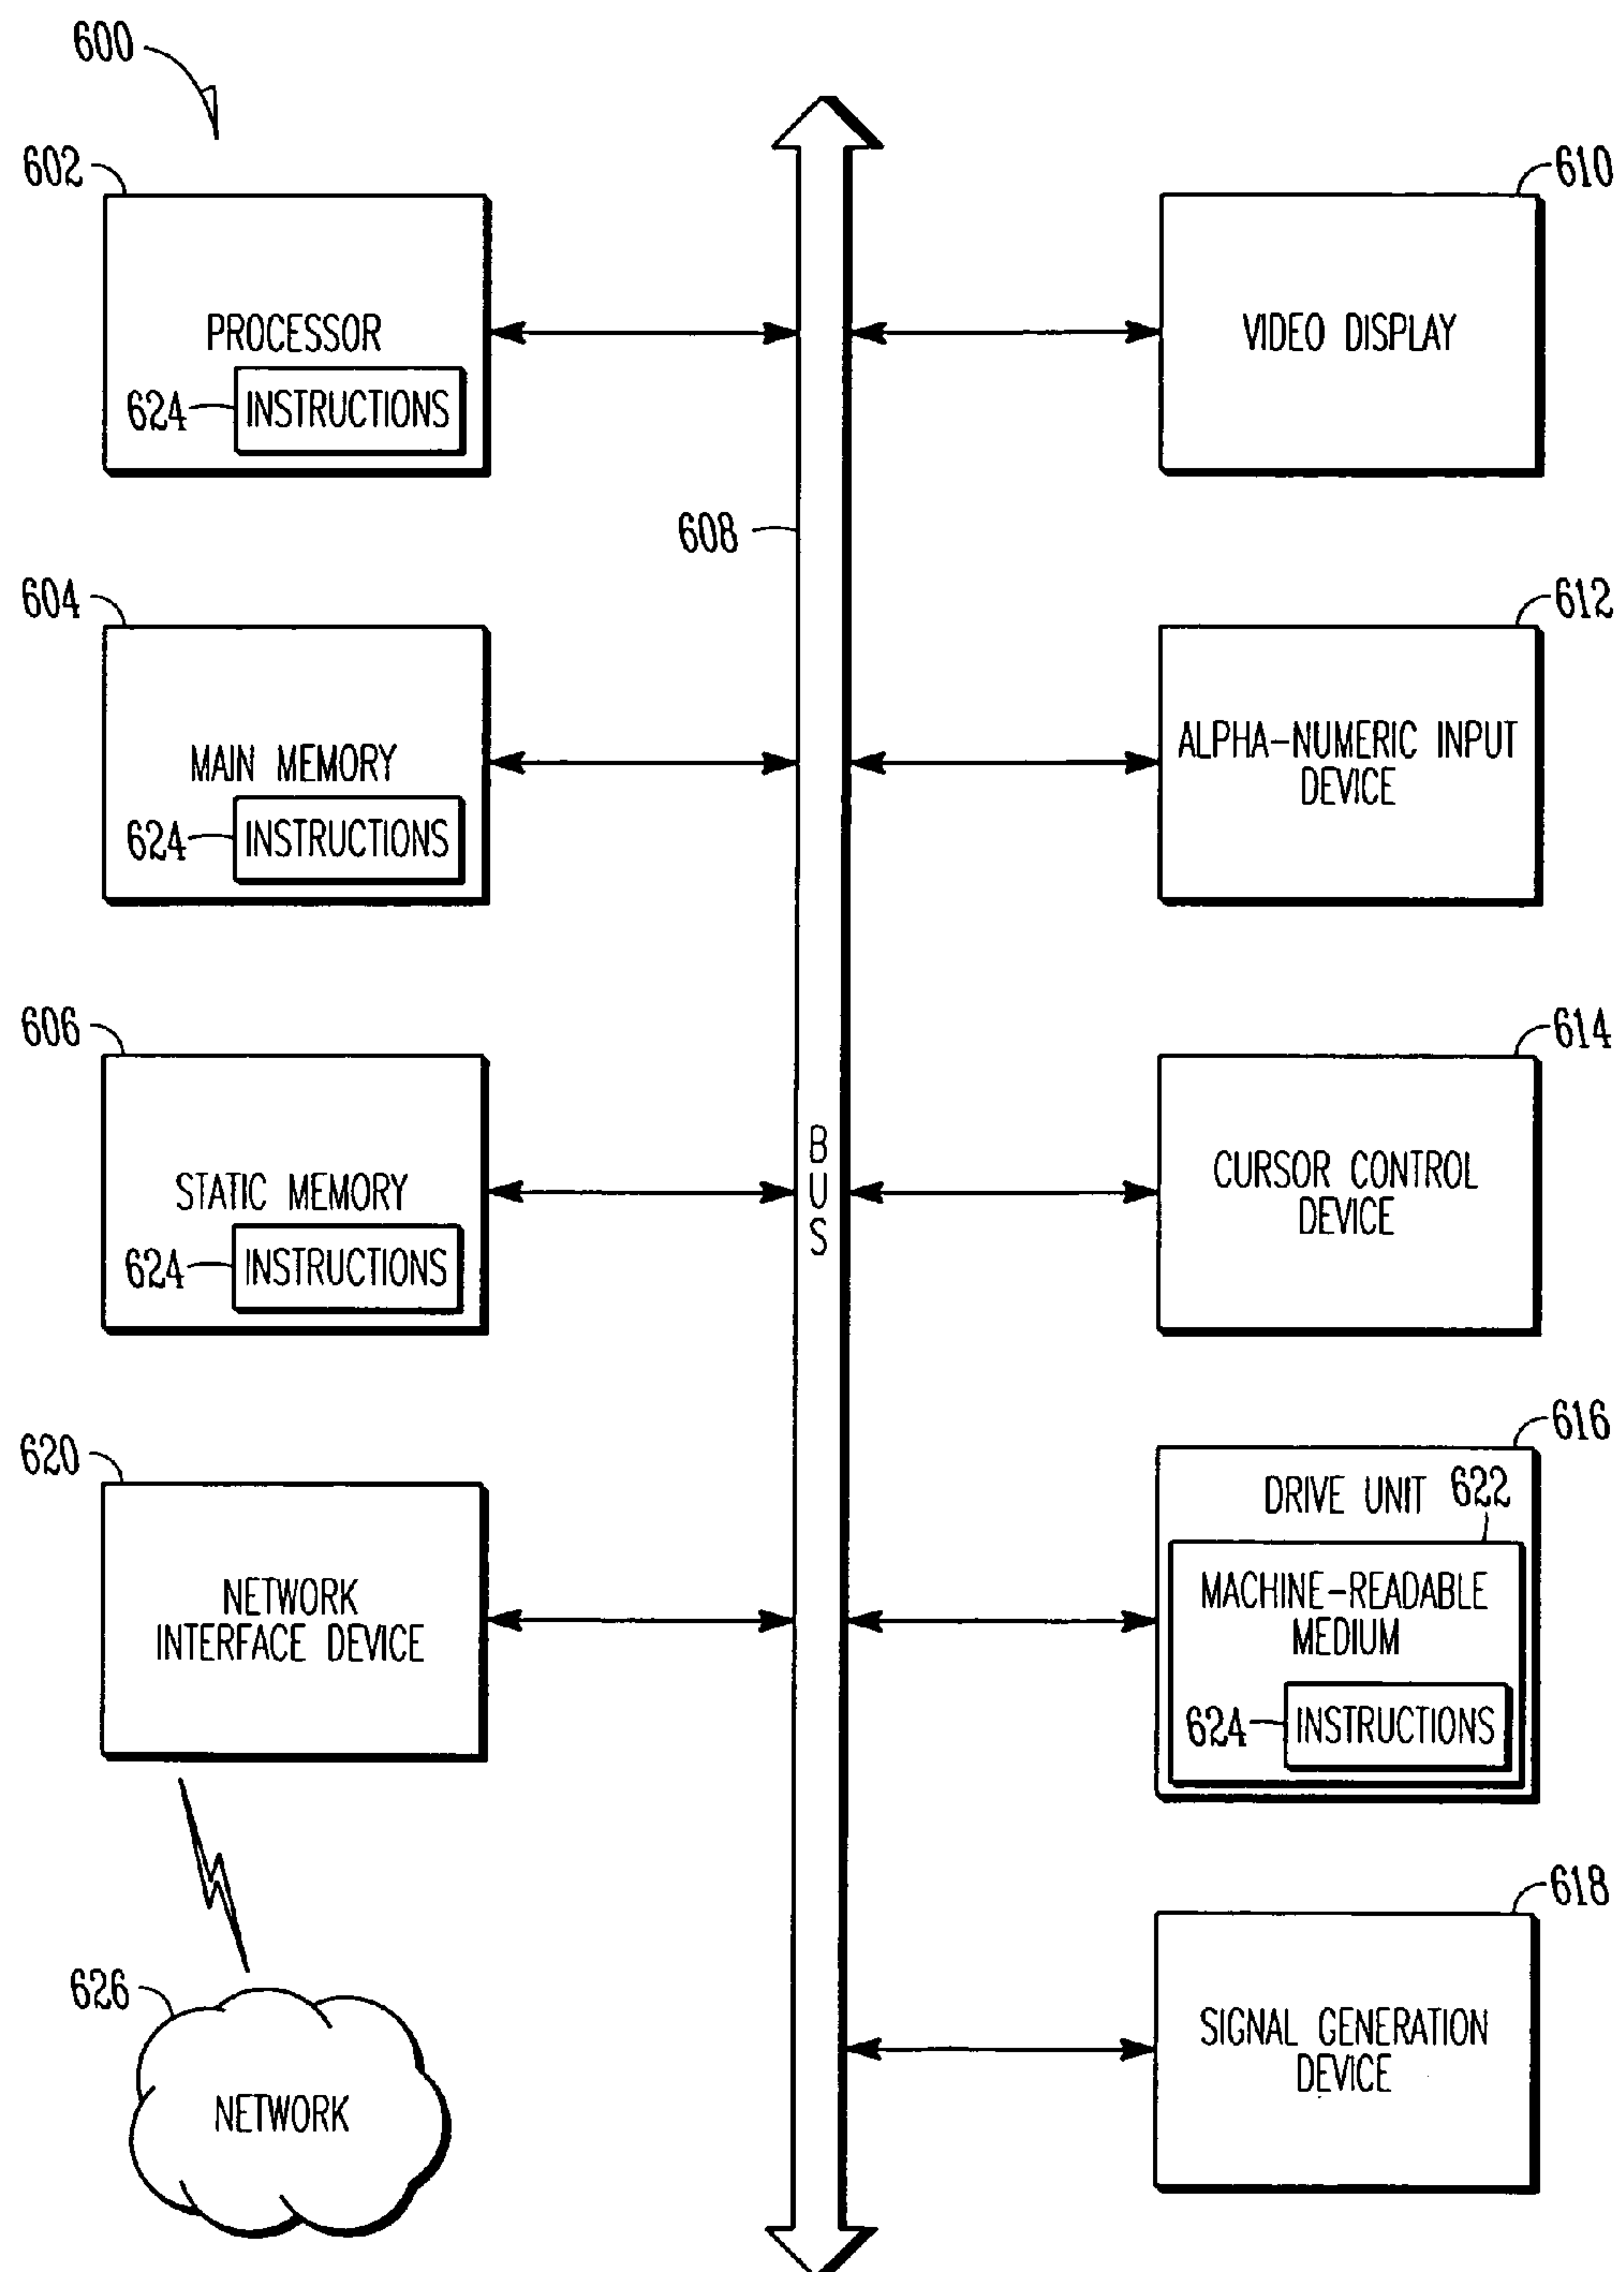 600
602
PROCESSOR
624
INSTRUCTIONS
604
MAIN MEMORY
624
INSTRUCTIONS
606
STATIC MEMORY
624
INSTRUCTIONS
620
NETWORK
INTERFACE DEVICE
626
NETWORK
608
BUS
610
VIDEO DISPLAY
612
ALPHA-NUMERIC INPUT
DEVICE
614
CURSOR CONTROL
DEVICE
616
DRIVE UNIT
622
MACHINE-READABLE
MEDIUM
624
INSTRUCTIONS
618
SIGNAL GENERATION
DEVICE